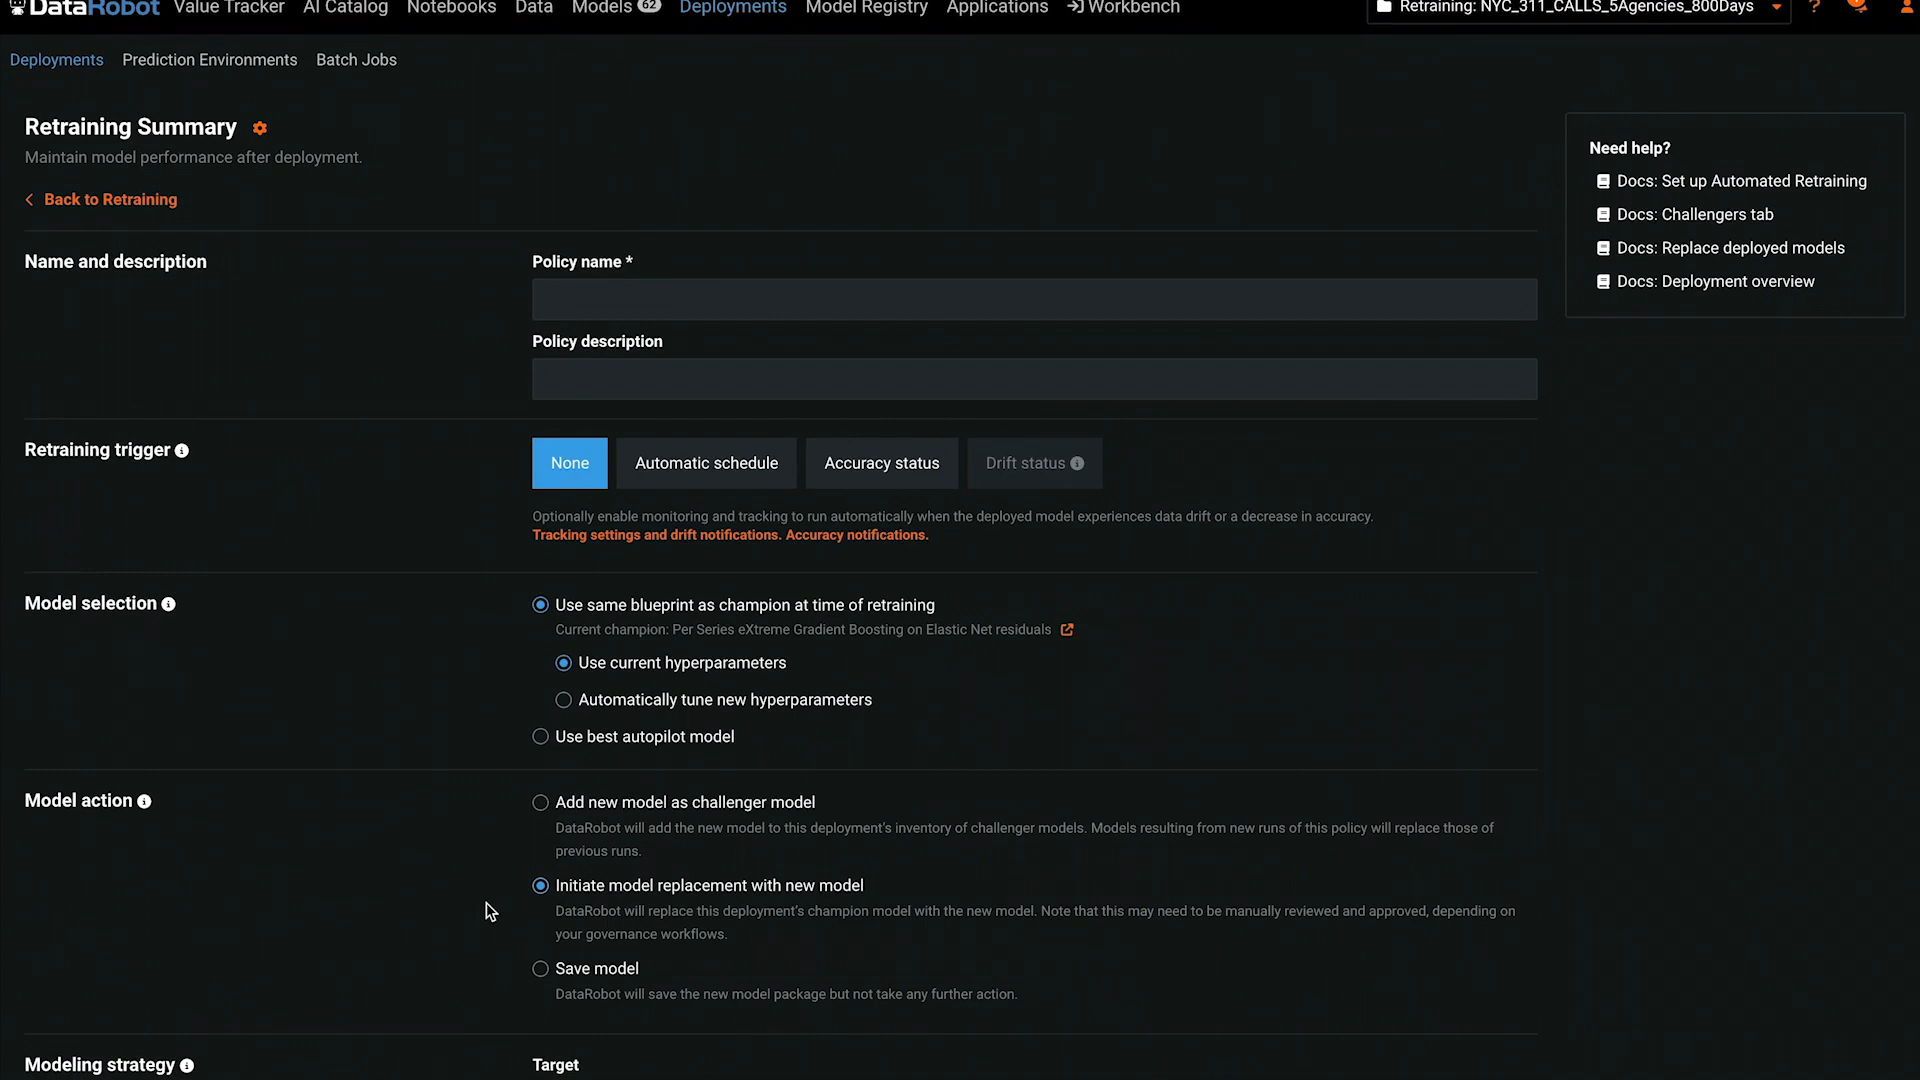 DataRobot Value Tracker AI Catalog Notebooks Data Models 62 Deployments Model Registry Applications Workbench Retraining: NYC_311_CALLS_5Agencies_800Days ?
Deployments Prediction Environments Batch Jobs
Retraining Summary
Maintain model performance after deployment.
Back to Retraining
Need help?
Docs: Set up Automated Retraining
Docs: Challengers tab
Docs: Replace deployed models
Docs: Deployment overview
Name and description
Policy name *
Policy description
Retraining trigger
None Automatic schedule Accuracy status Drift status
Optionally enable monitoring and tracking to run automatically when the deployed model experiences data drift or a decrease in accuracy.
Tracking settings and drift notifications. Accuracy notifications.
Model selection
Use same blueprint as champion at time of retraining
Current champion: Per Series eXtreme Gradient Boosting on Elastic Net residuals
Use current hyperparameters
Automatically tune new hyperparameters
Use best autopilot model
Model action
Add new model as challenger model
DataRobot will add the new model to this deployment's inventory of challenger models. Models resulting from new runs of this policy will replace those of
previous runs.
Initiate model replacement with new model
DataRobot will replace this deployment's champion model with the new model. Note that this may need to be manually reviewed and approved, depending on
your governance workflows.
Save model
DataRobot will save the new model package but not take any further action.
Modeling strategy
Target